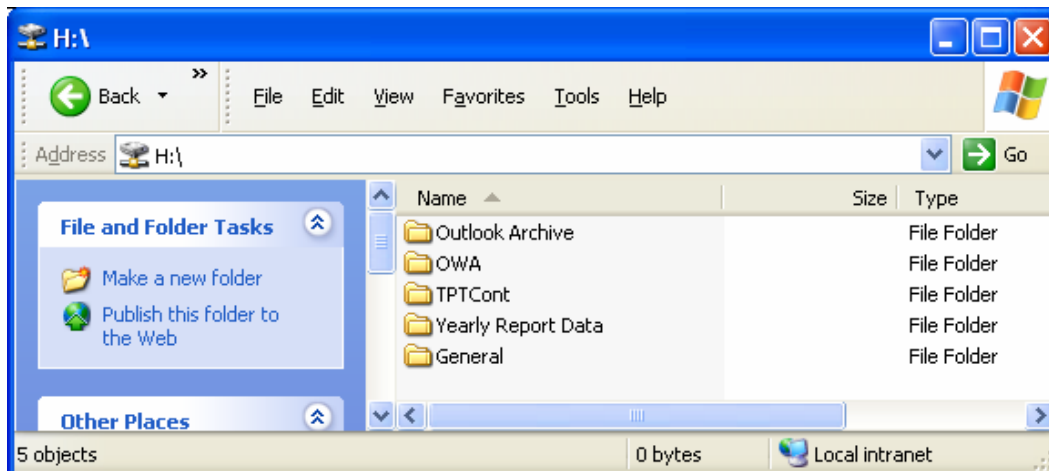 H:\
Back » File Edit View Favorites Tools Help
Address H:\ Go
Name Size Type
File and Folder Tasks
Make a new folder
Publish this folder to
the Web
Other Places
Outlook Archive File Folder
OWA File Folder
TPTCont File Folder
Yearly Report Data File Folder
General File Folder
5 objects 0 bytes Local intranet